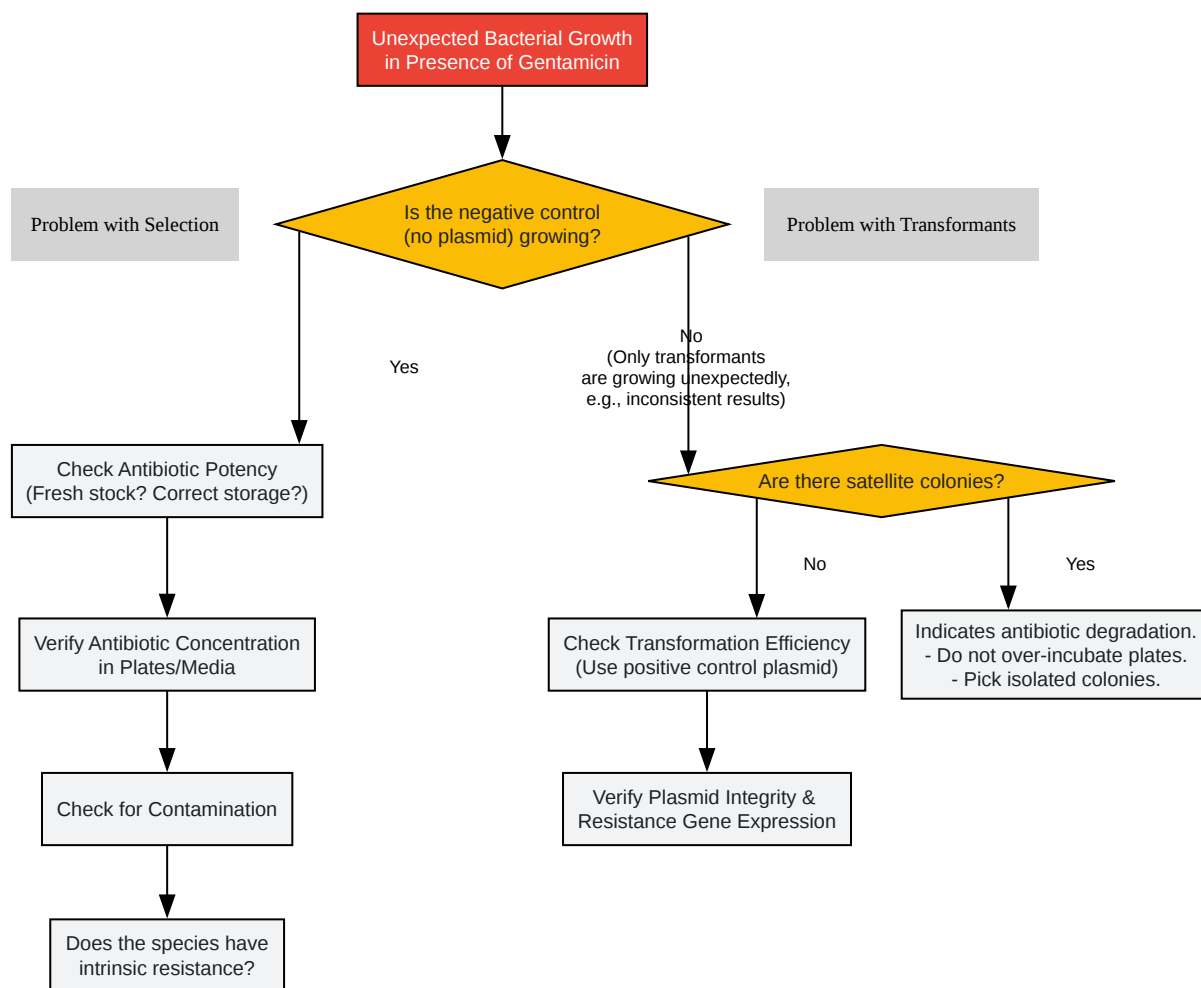 Unexpected Bacterial Growth
in Presence of Gentamicin
Problem with Selection
Is the negative control
(no plasmid) growing?
Problem with Transformants
Yes
No
(Only transformants
are growing unexpectedly,
e.g., inconsistent results)
Check Antibiotic Potency
(Fresh stock? Correct storage?)
Are there satellite colonies?
No
Yes
Verify Antibiotic Concentration
in Plates/Media
Check Transformation Efficiency
(Use positive control plasmid)
Indicates antibiotic degradation.
- Do not over-incubate plates.
- Pick isolated colonies.
Check for Contamination
Verify Plasmid Integrity &
Resistance Gene Expression
Does the species have
intrinsic resistance?